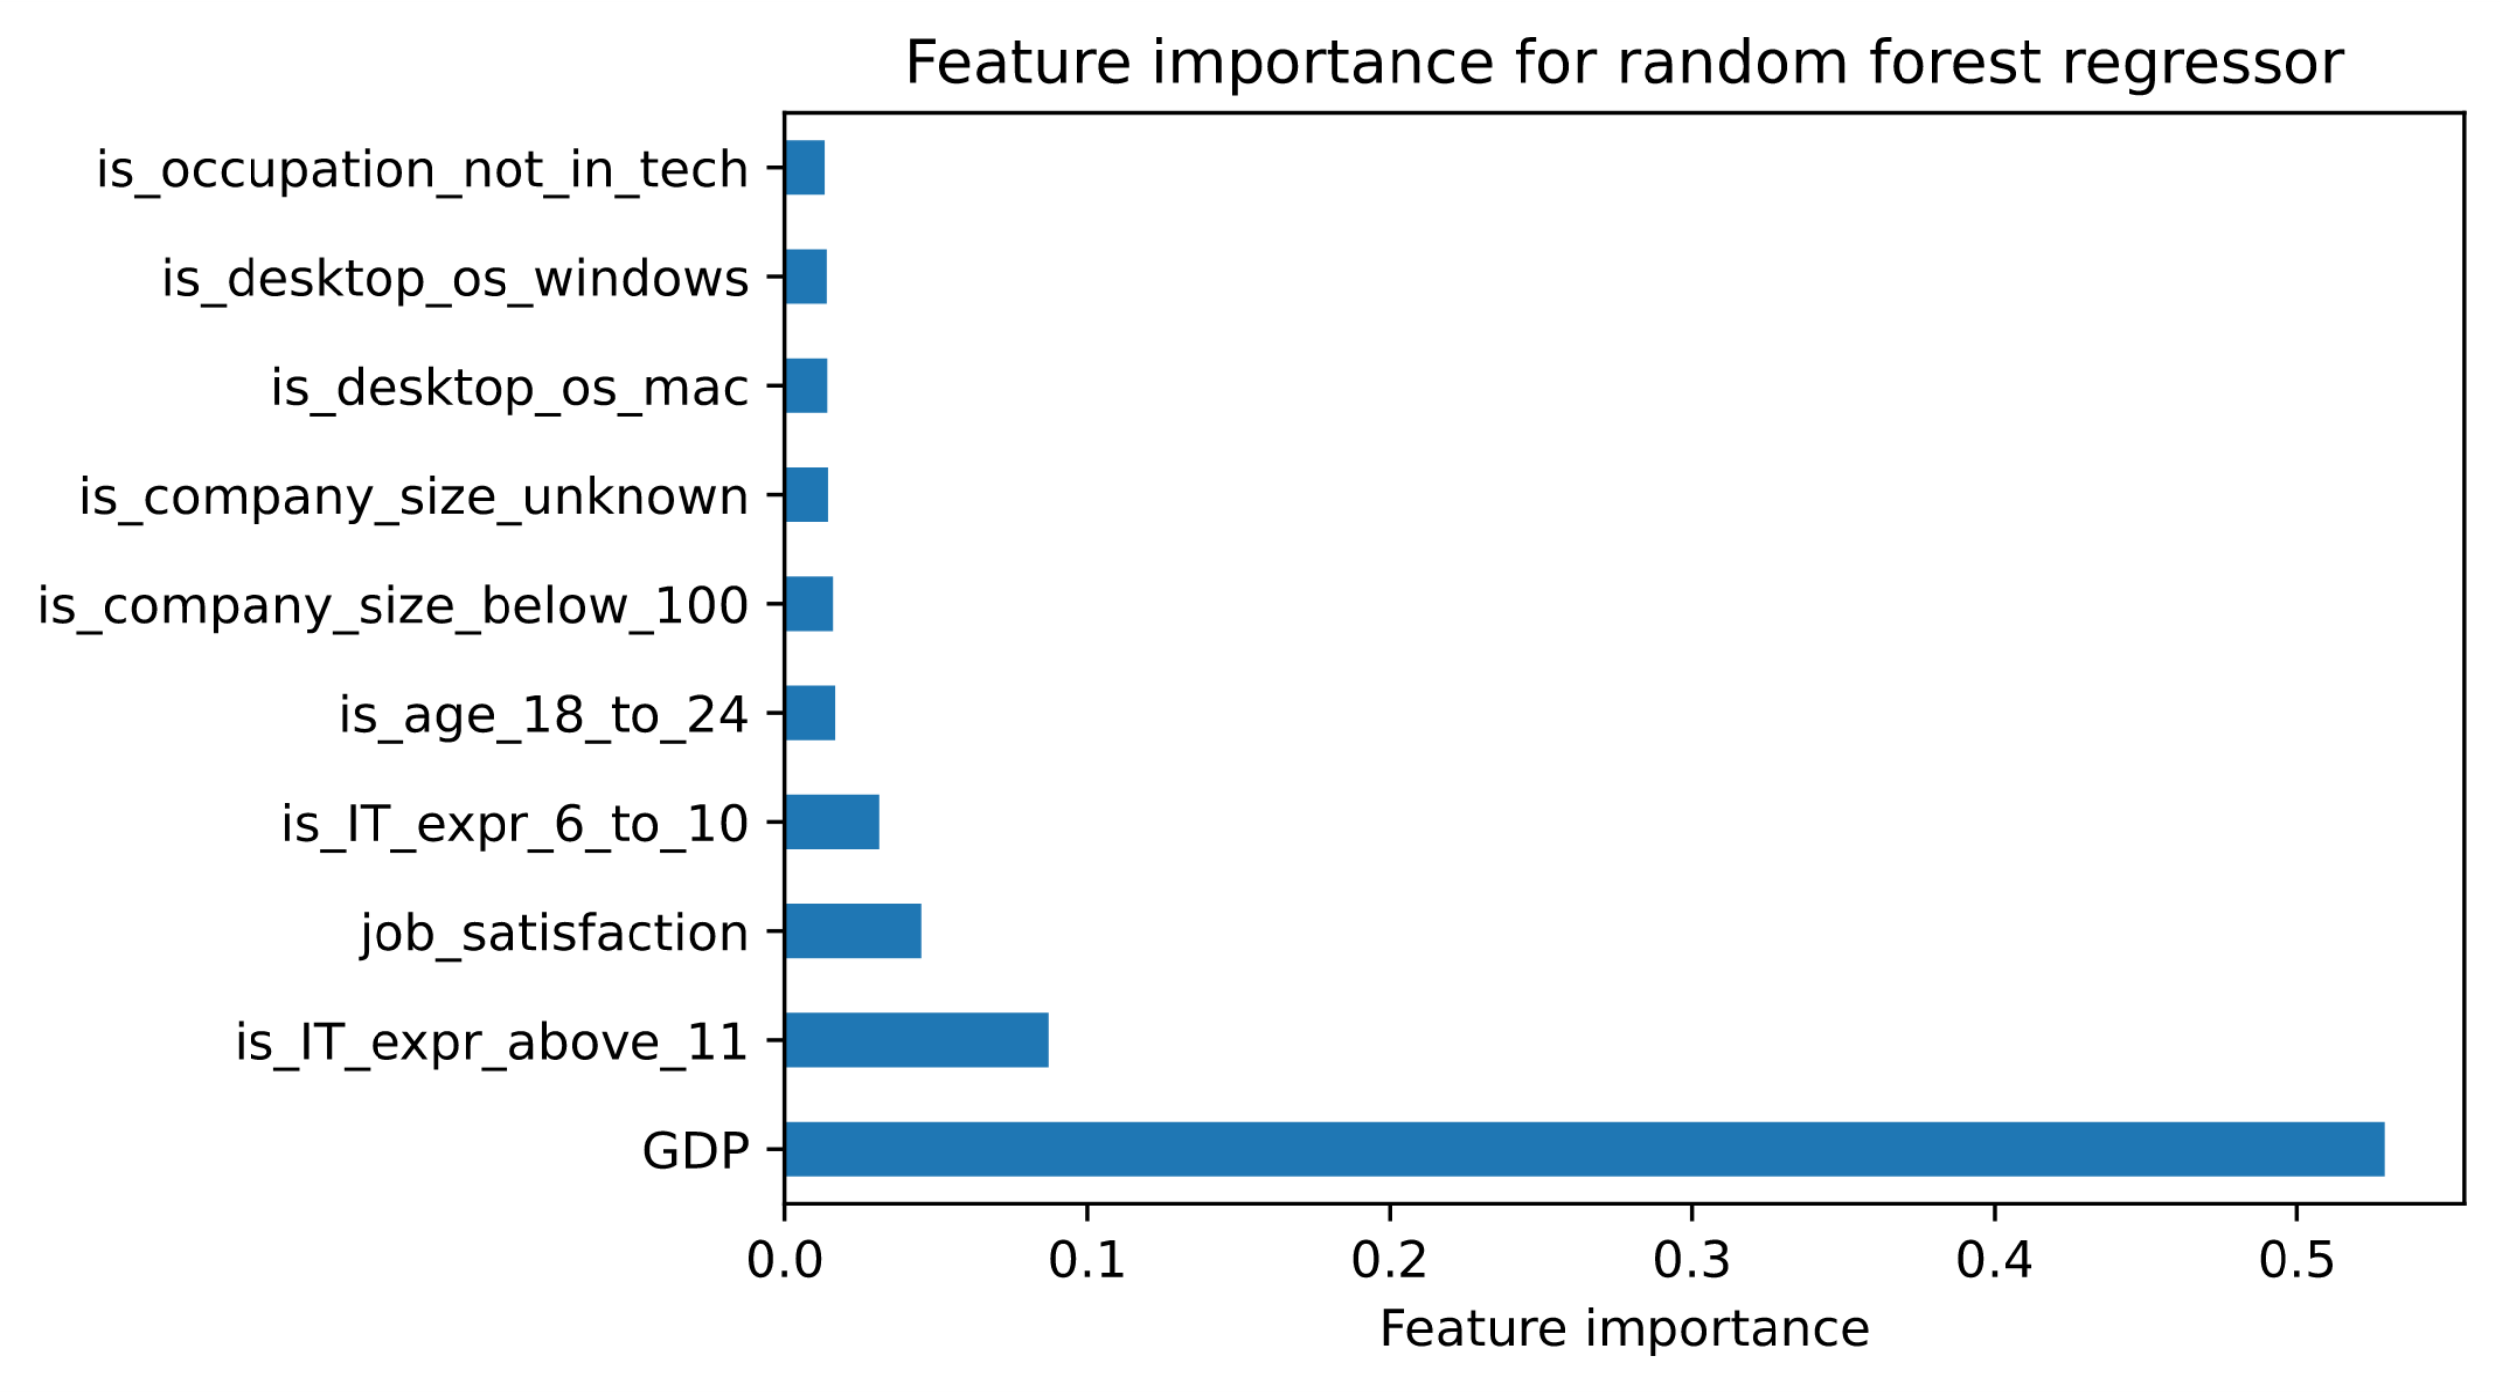 Feature importance for random forest regressor
is_occupation_not_in_tech
is_desktop_os_windows
is_desktop_os_mac
is_company_size_unknown
is_company_size_below_100
is_age_18_to_24
is_IT_expr_6_to_10
job_satisfaction
is_IT_expr_above_11
GDP
0.0 0.1 0.2 0.3 0.4 0.5
Feature importance